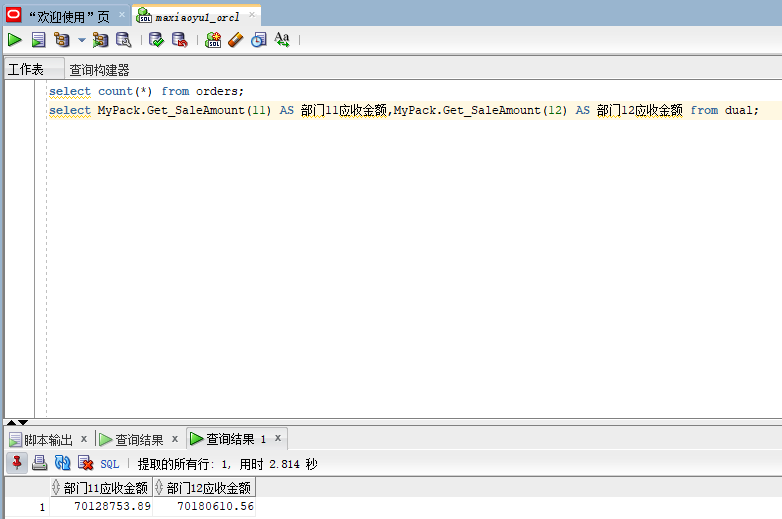 “欢迎使用”页 × maxiaoyu1_orcl ×
SQL Aa
工作表 查询构建器
select count(*) from orders;
select MyPack.Get_SaleAmount(11) AS 部门11应收金额,MyPack.Get_SaleAmount(12) AS 部门12应收金额 from dual;
脚本输出 x 查询结果 x 查询结果 1 x
SQL | 提取的所有行: 1, 用时 2.814 秒
部门11应收金额 部门12应收金额
1 70128753.89 70180610.56